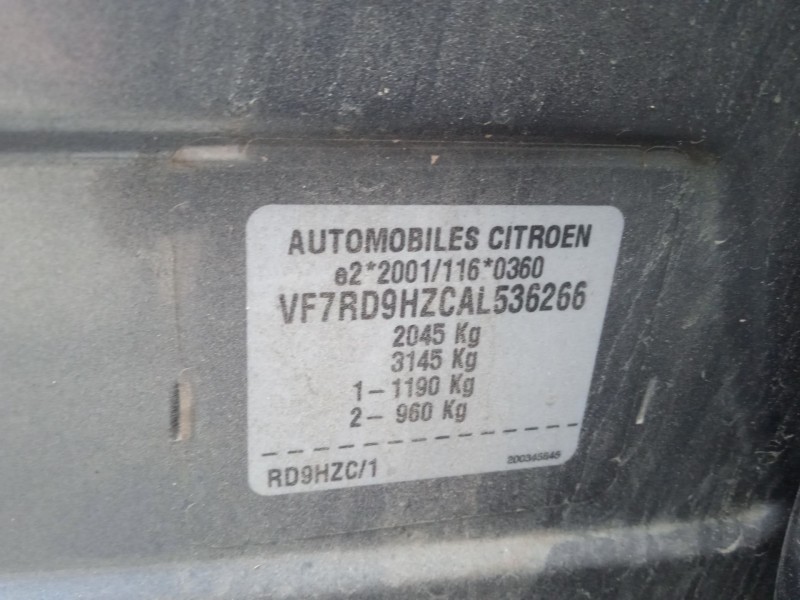 AUTOMOBILES CITROEN
e2*2001/116*0360
VF7RD9HZCAL536266
2045 Kg
3145 Kg
1- 1190 Kg
2- 960 Kg
RD9HZC/1